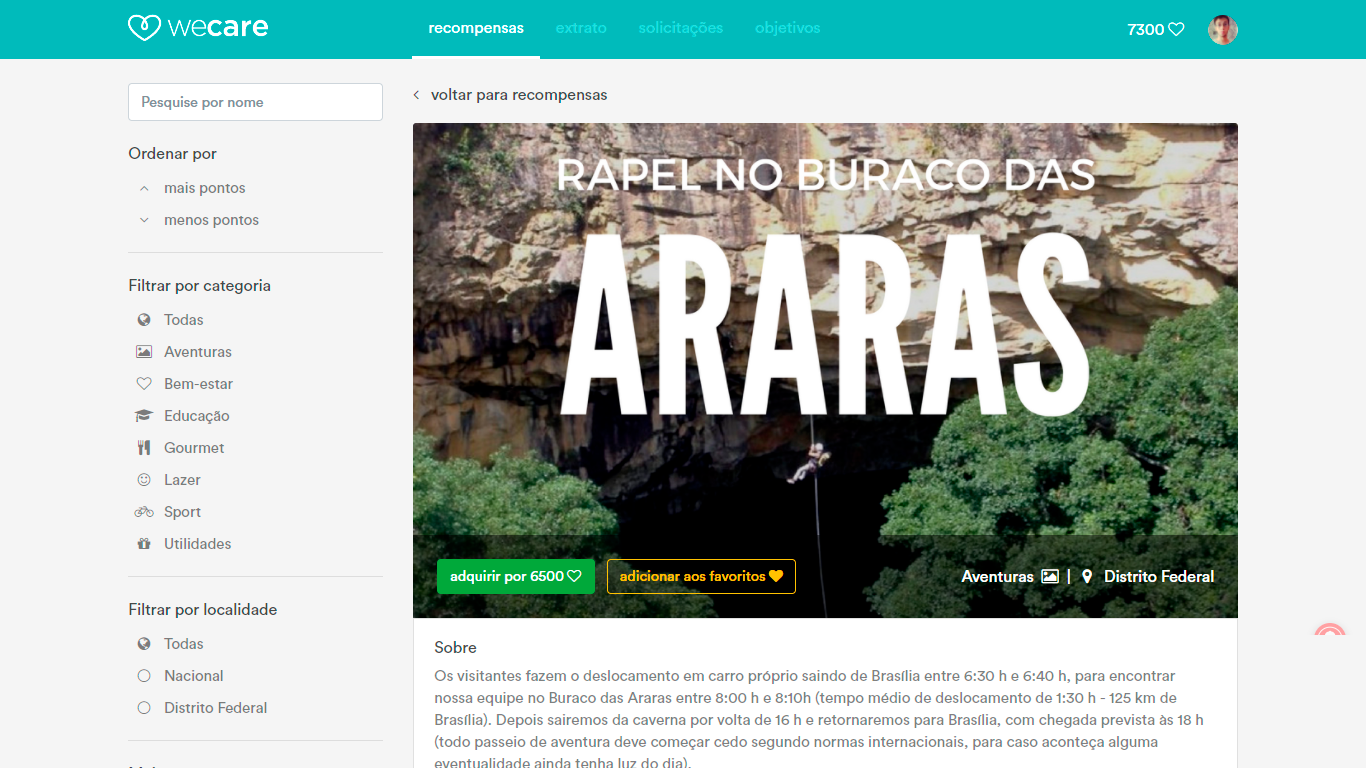 wecare
recompensas
extrato
solicitações
objetivos
7300
Pesquise por nome
Ordenar por
mais pontos
menos pontos
Filtrar por categoria
Todas
Aventuras
Bem-estar
Educação
Gourmet
Lazer
Sport
Utilidades
Filtrar por localidade
Todas
Nacional
Distrito Federal
voltar para recompensas
RAPEL NO BURACO DAS
ARARAS
adquirir por 6500
adicionar aos favoritos
Aventuras | Distrito Federal
Sobre
Os visitantes fazem o deslocamento em carro próprio saindo de Brasília entre 6:30 h e 6:40 h, para encontrar
nossa equipe no Buraco das Araras entre 8:00 h e 8:10h (tempo médio de deslocamento de 1:30 h - 125 km de
Brasília). Depois sairemos da caverna por volta de 16 h e retornaremos para Brasília, com chegada prevista às 18 h
(todo passeio de aventura deve começar cedo segundo normas internacionais, para caso aconteça alguma
eventualidade ainda tenha luz do dia).